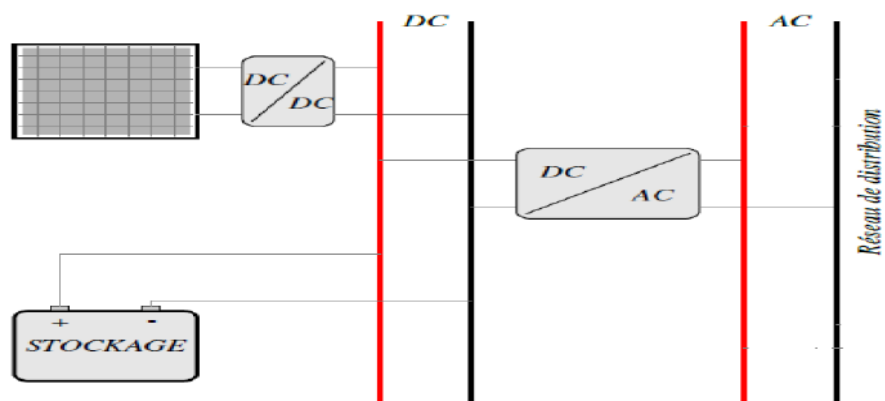 DC
AC
DC
DC
DC
AC
Réseau de distribution
+ -
STOCKAGE